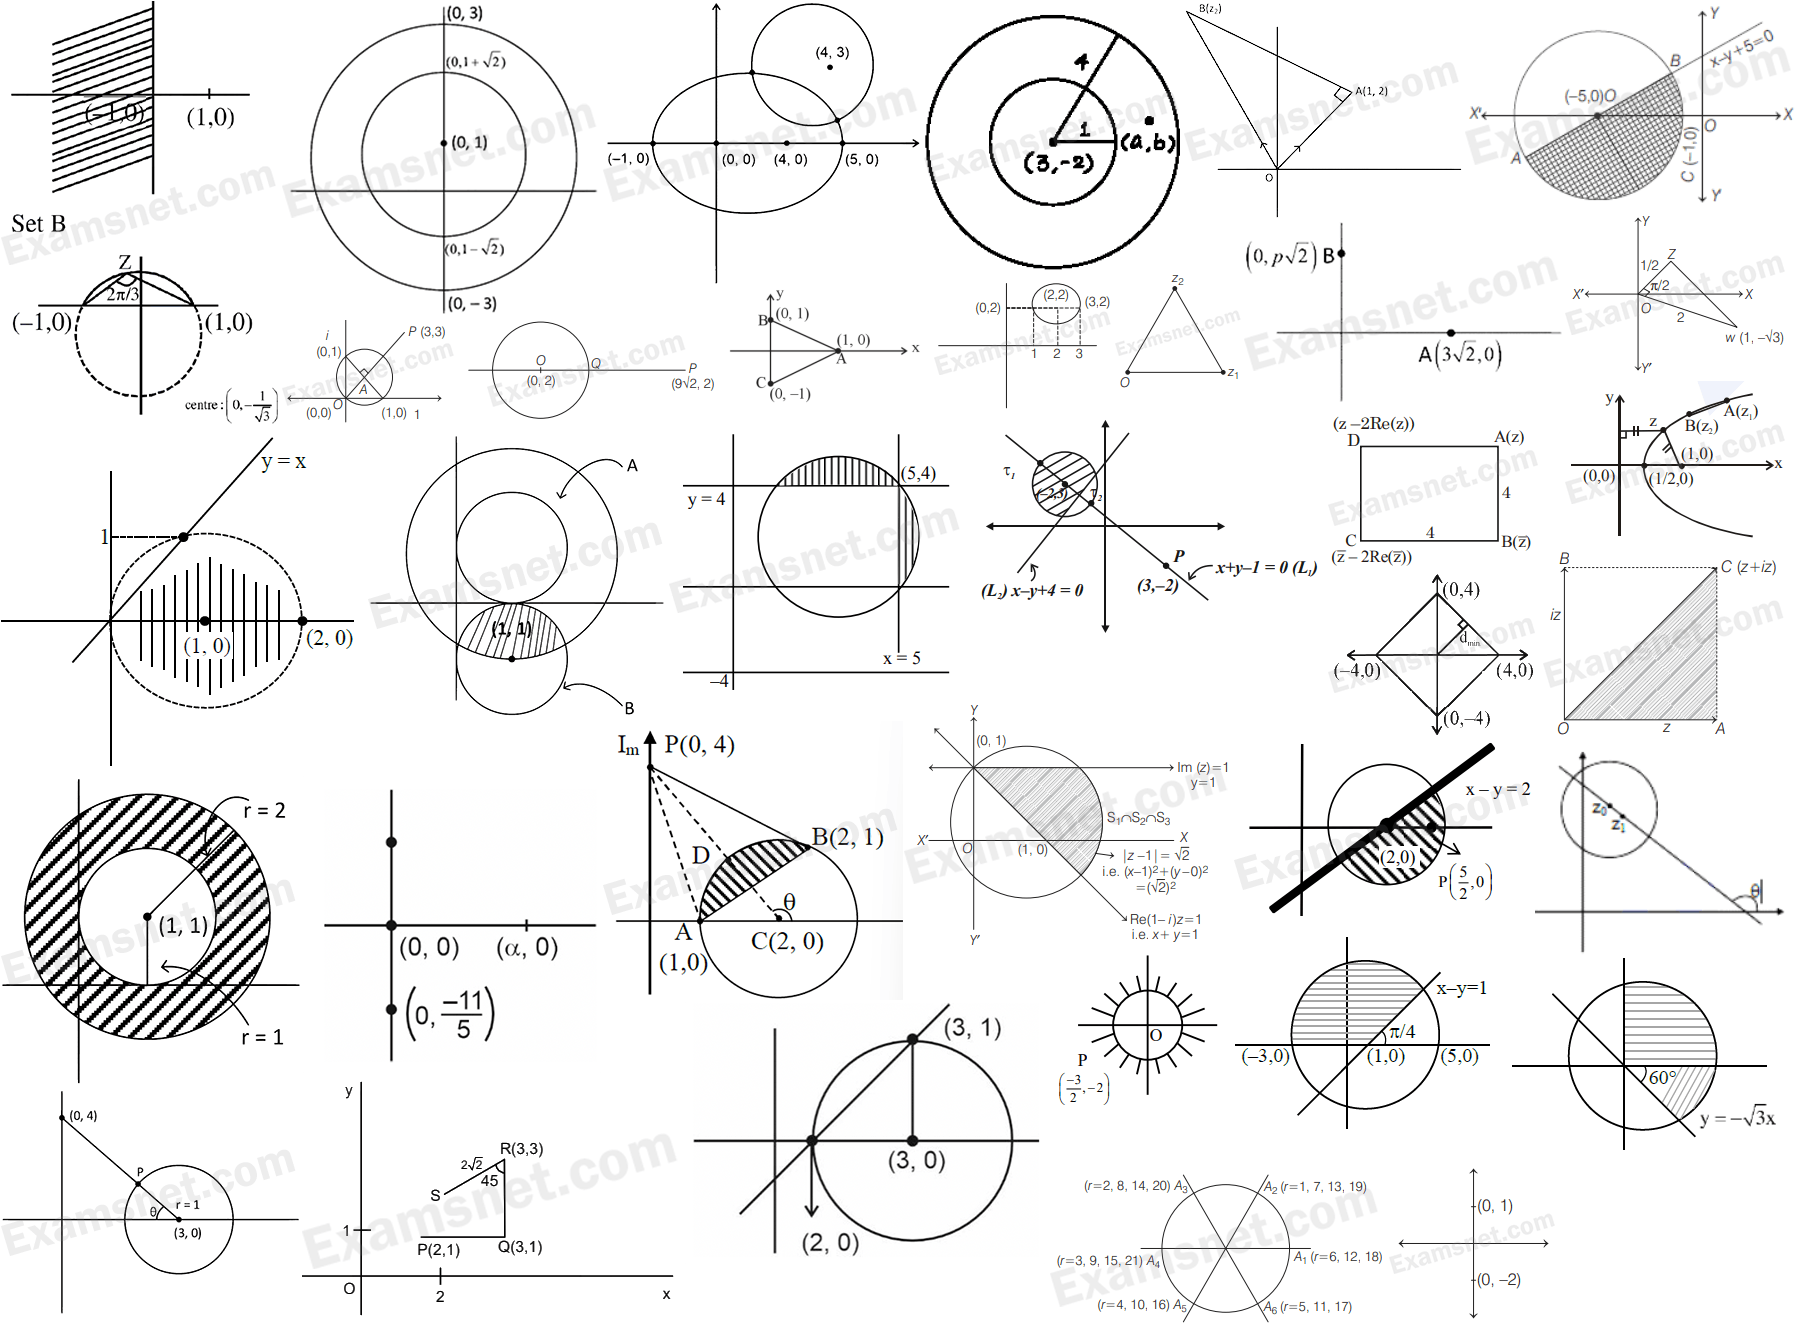 (-1,0)
(1,0)
Set B
(0, 3)
(0,1+ √2)
(0, 1)
(0,1− √2)
(0, −3)
(4, 3)
(−1, 0)
(0, 0)
(4, 0)
(5, 0)
4
1
(3,-2)
(a,b)
B(z₂)
A(1, 2)
O
Y
x–y+5=0
B
(–5,0)O
X'
O
X
A
C (–1,0)
Y'
Z
2π/3
(–1,0)
(1,0)
centre : (0, −1/√3)
i
P (3,3)
(0,1)
A
O
(0,0)
(1,0)
1
O
(0, 2)
Q
P
(9√2, 2)
y
B
(0, 1)
(1, 0)
A
x
C
(0, −1)
(0,2)
(2,2)
(3,2)
1
2
3
z₂
O
z₁
(0, p√2) B
A(3√2,0)
Y
1/2
Z
π/2
X'
X
O
2
w (1, –√3)
Y'
y = x
1
(1, 0)
(2, 0)
A
(1, 1)
B
y = 4
(5,4)
x = 5
–4
τ₁
(–2,3)
τ₂
P
(3,–2)
x+y–1 = 0 (L₁)
(L₂) x–y+4 = 0
(z –2Re(z))
D
A(z)
4
4
C
B(z̅)
(z̅ – 2Re(z̅))
y
A(z₁)
B(z₂)
z
(1,0)
x
(0,0)
(1/2,0)
(0,4)
dmin
(–4,0)
(4,0)
(0,–4)
B
C (z+iz)
iz
O
z
A
r = 2
(1, 1)
r = 1
(0, 0)
(α, 0)
(0, −11/5)
Im
P(0, 4)
D
B(2, 1)
θ
A
(1,0)
C(2, 0)
Y
(0, 1)
Im (z)=1
y=1
S₁∩S₂∩S₃
X'
O
(1, 0)
X
|z –1| = √2
i.e. (x–1)²+(y–0)²
=(√2)²
Re(1–i)z=1
i.e. x+ y=1
Y'
x – y = 2
(2,0)
P(5/2, 0)
z₀
z₁
θ
O
P
(−3/2, −2)
x–y=1
π/4
(–3,0)
(1,0)
(5,0)
60°
y = –√3x
(0, 4)
P
r = 1
θ
(3, 0)
y
R(3,3)
2√2
45
S
1
P(2,1)
Q(3,1)
O
2
x
(3, 1)
(3, 0)
(2, 0)
(r=2, 8, 14, 20) A₃
A₂ (r=1, 7, 13, 19)
(r=3, 9, 15, 21) A₄
A₁ (r=6, 12, 18)
(r=4, 10, 16) A₅
A₆ (r=5, 11, 17)
(0, 1)
(0, −2)
Examsnet.com